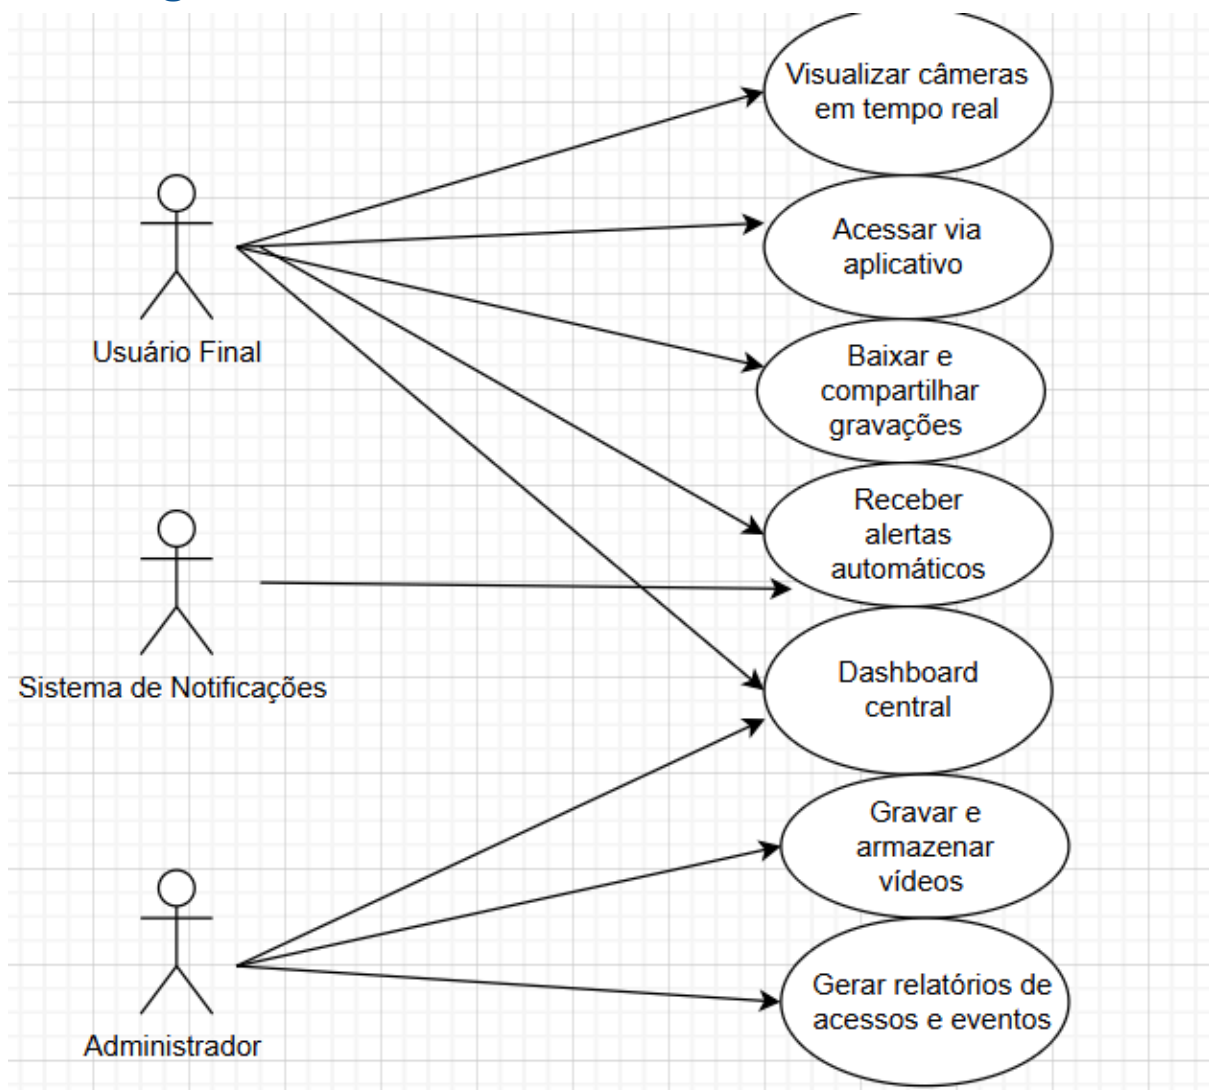 Visualizar câmeras
em tempo real
Acessar via
aplicativo
Usuário Final
Baixar e
compartilhar
gravações
Receber
alertas
automáticos
Sistema de Notificações
Dashboard
central
Gravar e
armazenar
vídeos
Gerar relatórios de
acessos e eventos
Administrador